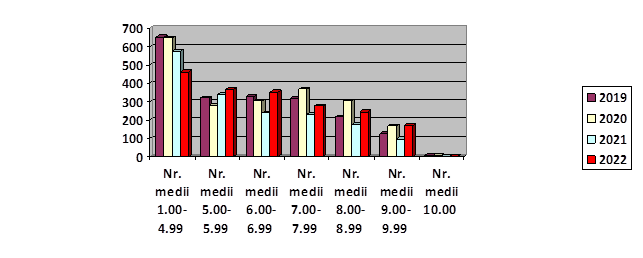 700
600
500
400
300
200
100
0
Nr. medii 1.00-4.99
Nr. medii 5.00-5.99
Nr. medii 6.00-6.99
Nr. medii 7.00-7.99
Nr. medii 8.00-8.99
Nr. medii 9.00-9.99
Nr. medii 10.00
2019
2020
2021
2022